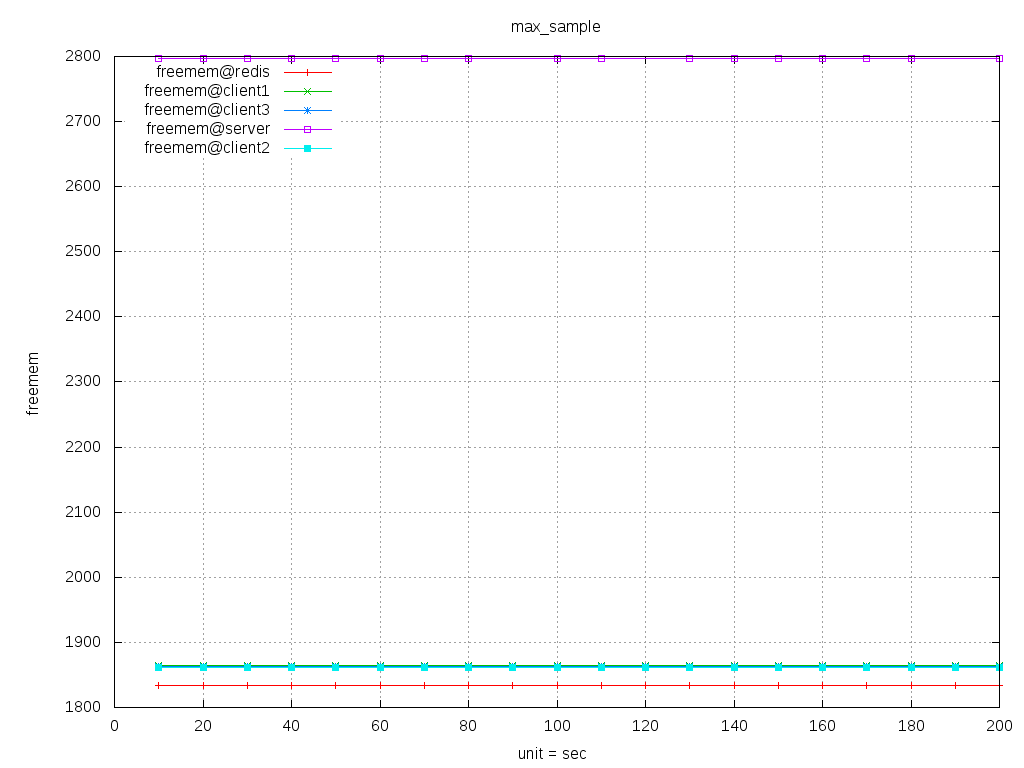 max_sample
2800
freemem@redis
freemem@client1
freemem@client3
freemem@server
freemem@client2
2700
2600
2500
2400
2300
2200
2100
2000
1900
1800
freemem
0 20 40 60 80 100 120 140 160 180 200
unit = sec